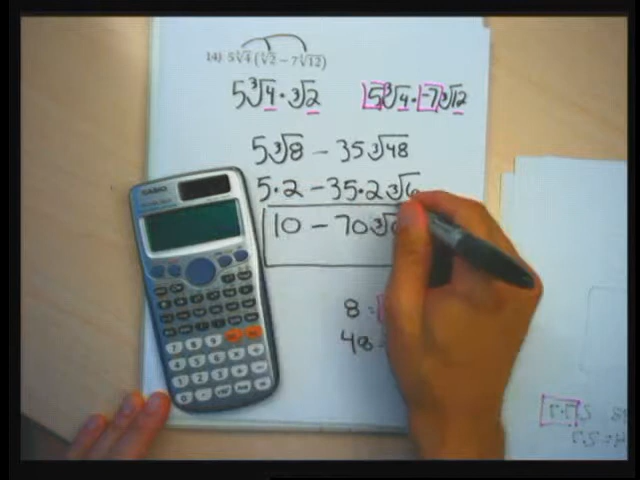 14) 5∛4(∛2 − 7∛12)
5∛4 · ∛2   5∛4 · −7∛12
5∛8 − 35∛48
5·2 − 35·2∛6
10 − 70∛
8 =
48 =
CASIO